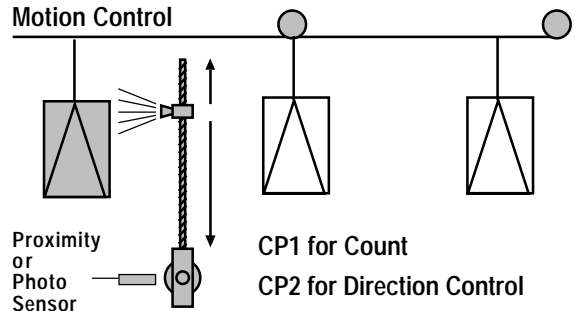 Motion Control
Proximity
or
Photo
Sensor
CP1 for Count
CP2 for Direction Control